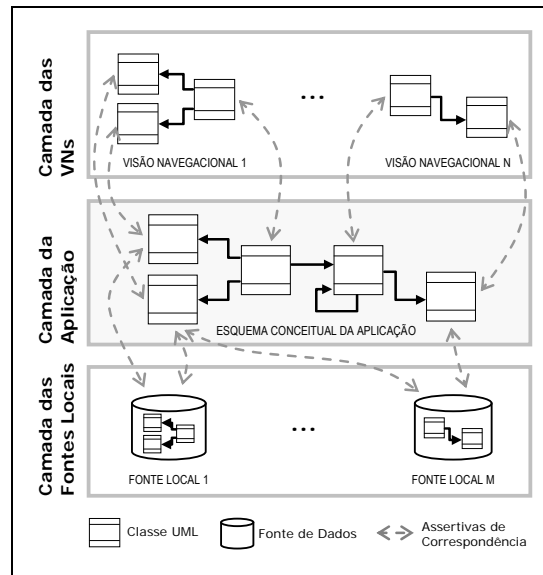 Camada das
VNs
...
VISÃO NAVEGACIONAL 1
VISÃO NAVEGACIONAL N
Camada da
Aplicação
ESQUEMA CONCEITUAL DA APLICAÇÃO
Camada das
Fontes Locais
...
FONTE LOCAL 1
FONTE LOCAL M
Classe UML
Fonte de Dados
Assertivas de
Correspondência